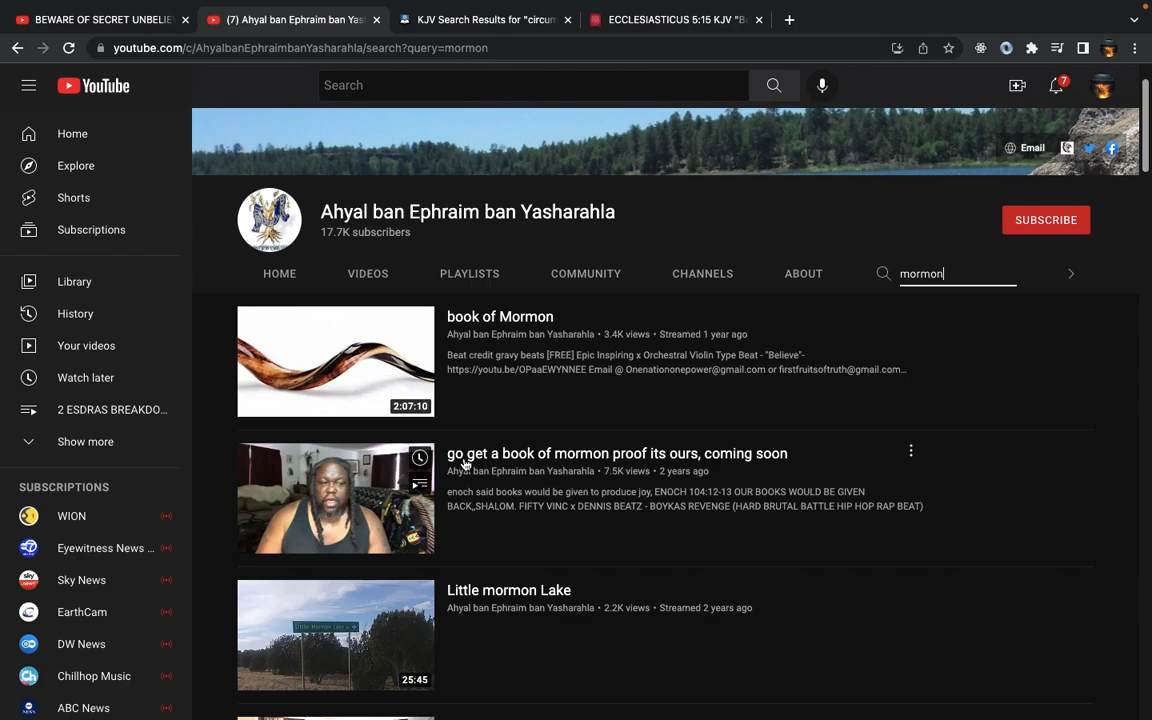 BEWARE OF SECRET UNBELIE
(7) Ahyal ban Ephraim ban Yas
KJV Search Results for "circum
ECCLESIASTICUS 5:15 KJV "Be
youtube.com/c/AhyalbanEphraimbanYasharahla/search?query=mormon
YouTube
Search
7
Home
Explore
Shorts
Subscriptions
Library
History
Your videos
Watch later
2 ESDRAS BREAKDO...
Show more
SUBSCRIPTIONS
WION
Eyewitness News ...
Sky News
EarthCam
DW News
Chillhop Music
ABC News
Email
Ahyal ban Ephraim ban Yasharahla
17.7K subscribers
SUBSCRIBE
HOME
VIDEOS
PLAYLISTS
COMMUNITY
CHANNELS
ABOUT
mormon
book of Mormon
Ahyal ban Ephraim ban Yasharahla • 3.4K views • Streamed 1 year ago
Beat credit gravy beats [FREE] Epic Inspiring x Orchestral Violin Type Beat - "Believe"-
https://youtu.be/OPaaEWYNNEE Email @ Onenationonepower@gmail.com or firstfruitsoftruth@gmail.com...
2:07:10
go get a book of mormon proof its ours, coming soon
Ahyal ban Ephraim ban Yasharahla • 7.5K views • 2 years ago
enoch said books would be given to produce joy, ENOCH 104:12-13 OUR BOOKS WOULD BE GIVEN
BACK,,SHALOM. FIFTY VINC x DENNIS BEATZ - BOYKAS REVENGE (HARD BRUTAL BATTLE HIP HOP RAP BEAT)
Little mormon Lake
Ahyal ban Ephraim ban Yasharahla • 2.2K views • Streamed 2 years ago
Little Mormon Lake
25:45